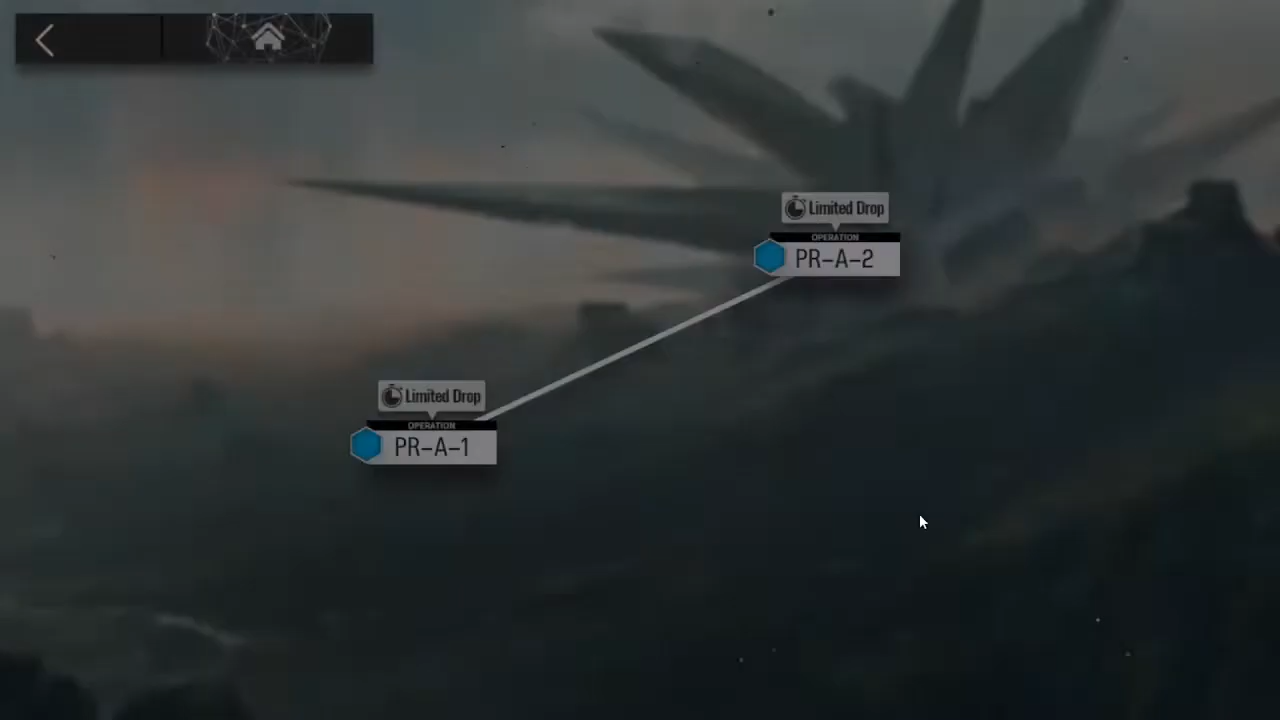 Limited Drop
OPERATION
PR-A-2
Limited Drop
OPERATION
PR-A-1